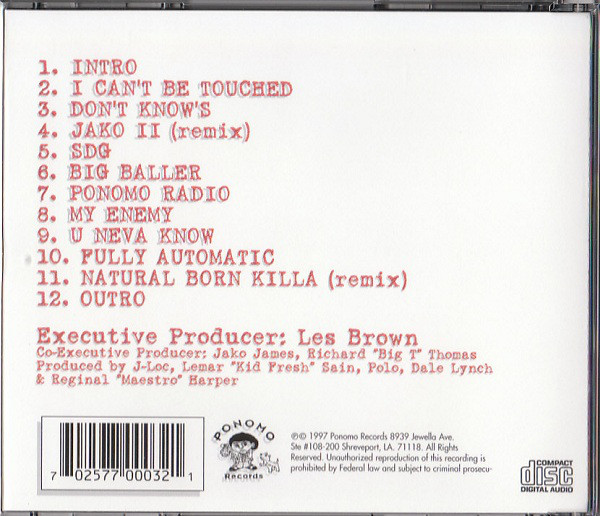 1. INTRO
2. I CAN'T BE TOUCHED
3. DON'T KNOW'S
4. JAKO II (remix)
5. SDG
6. BIG BALLER
7. PONOMO RADIO
8. MY ENEMY
9. U NEVA KNOW
10. FULLY AUTOMATIC
11. NATURAL BORN KILLA (remix)
12. OUTRO
Executive Producer: Les Brown
Co-Executive Producer: Jako James, Richard "Big T" Thomas
Produced by J-Loc, Lemar "Kid Fresh" Sain, Polo, Dale Lynch
& Reginal "Maestro" Harper
7 02577 00032 1
PONOMO
Records
℗© 1997 Ponomo Records 8939 Jewella Ave.
Ste #108-200 Shreveport, LA. 71118. All Rights
Reserved. Unauthorized reproduction of this recording is
prohibited by Federal law and subject to criminal prosecu-
COMPACT
disc
DIGITAL AUDIO